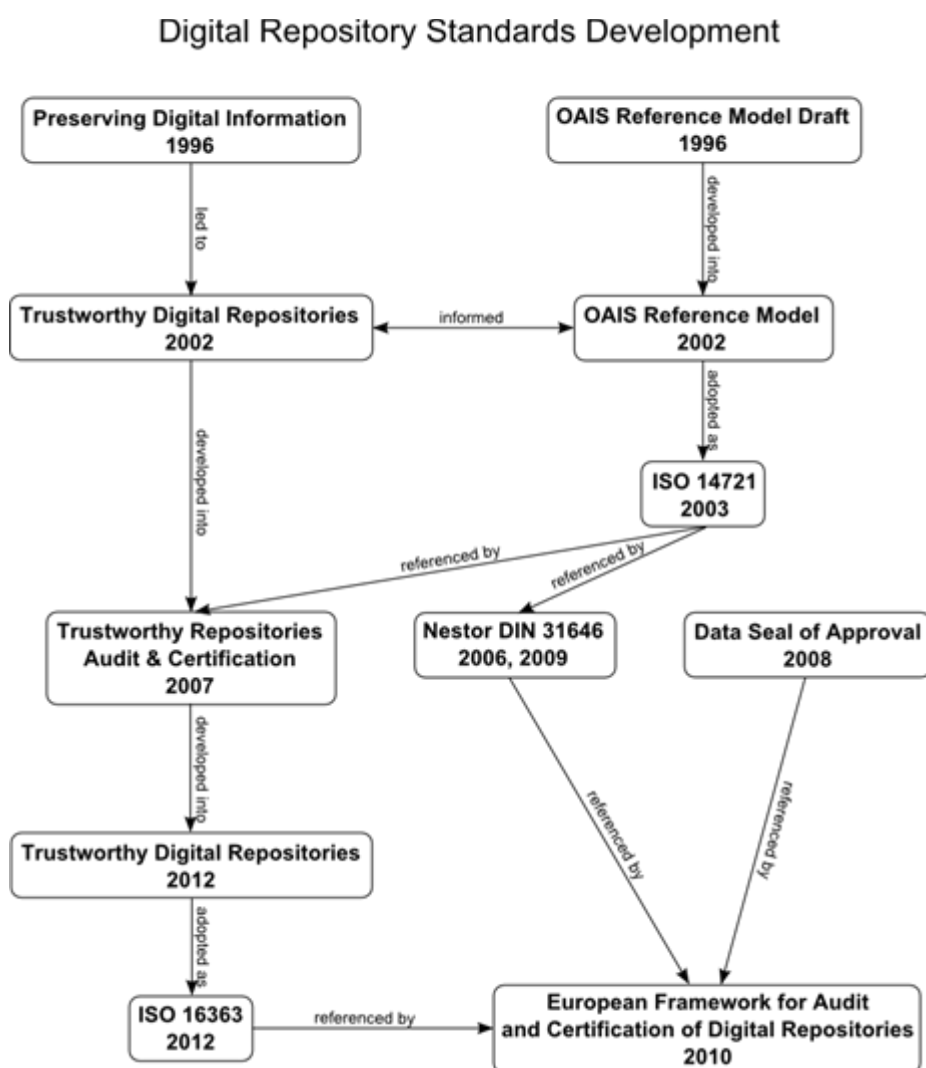 Digital Repository Standards Development
Preserving Digital Information
1996
OAIS Reference Model Draft
1996
led to
developed into
Trustworthy Digital Repositories
2002
informed
OAIS Reference Model
2002
developed into
adopted as
ISO 14721
2003
referenced by
referenced by
Trustworthy Repositories
Audit & Certification
2007
Nestor DIN 31646
2006, 2009
Data Seal of Approval
2008
developed into
referenced by
referenced by
Trustworthy Digital Repositories
2012
adopted as
ISO 16363
2012
referenced by
European Framework for Audit
and Certification of Digital Repositories
2010